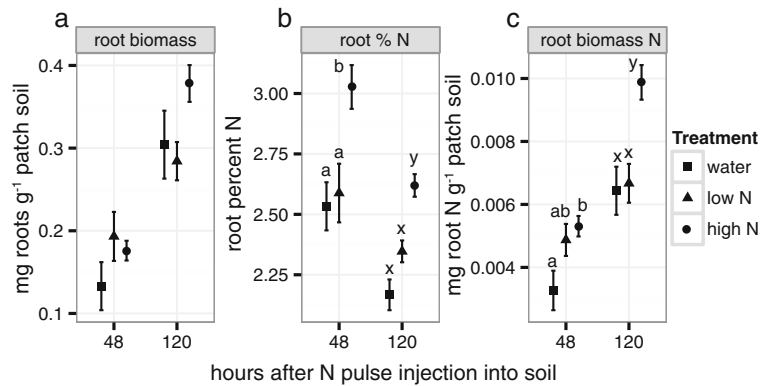 a
root biomass
mg roots g⁻¹ patch soil
0.4
0.3
0.2
0.1
48
120
b
root % N
root percent N
3.00
2.75
2.50
2.25
a
a
b
x
x
y
48
120
c
root biomass N
mg root N g⁻¹ patch soil
0.010
0.008
0.006
0.004
a
ab
b
x
x
y
48
120
Treatment
water
low N
high N
hours after N pulse injection into soil